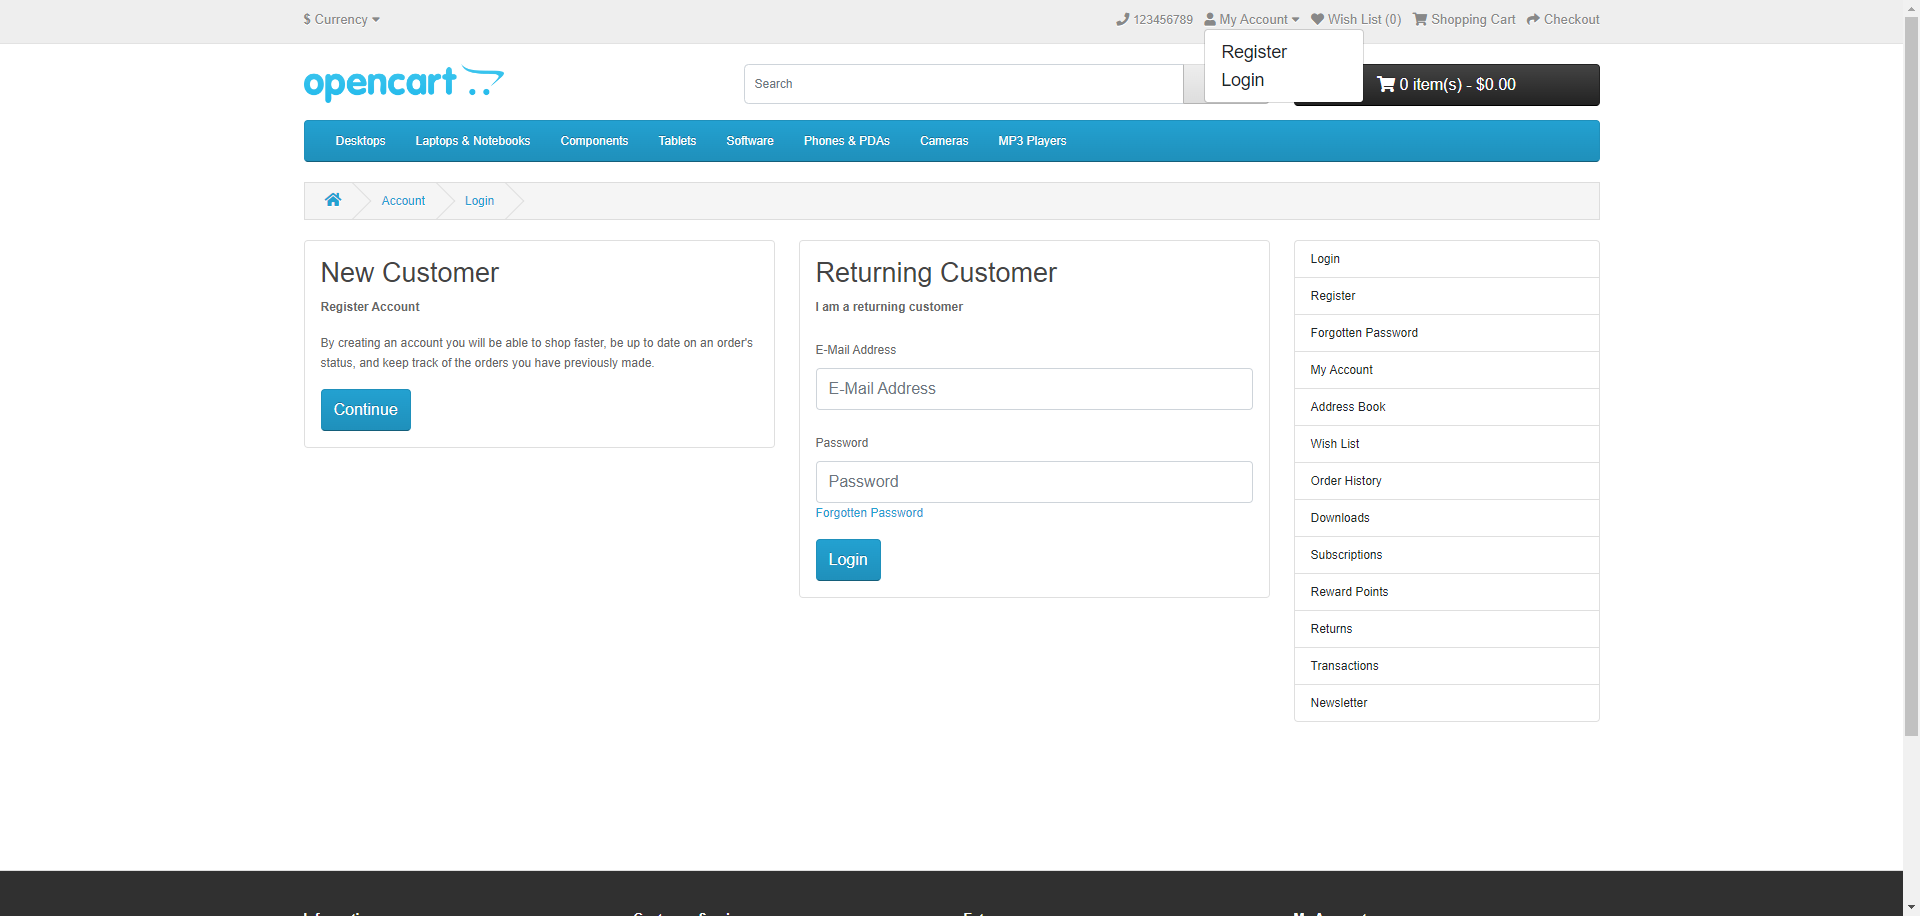 $ Currency
123456789 My Account Wish List (0) Shopping Cart Checkout
Register
Login
opencart
Search
0 item(s) - $0.00
Desktops Laptops & Notebooks Components Tablets Software Phones & PDAs Cameras MP3 Players
Account Login
New Customer
Register Account
By creating an account you will be able to shop faster, be up to date on an order's
status, and keep track of the orders you have previously made.
Continue
Returning Customer
I am a returning customer
E-Mail Address
E-Mail Address
Password
Password
Forgotten Password
Login
Login
Register
Forgotten Password
My Account
Address Book
Wish List
Order History
Downloads
Subscriptions
Reward Points
Returns
Transactions
Newsletter